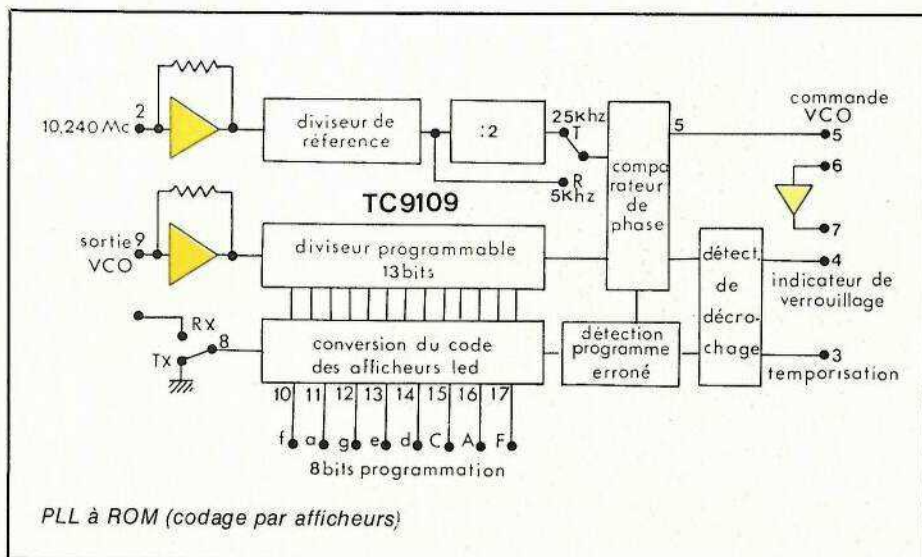 10,240 Mc
2
diviseur de
référence
:2
25Khz
T
R
5Khz
compa
rateur
de
phase
5
commande
VCO
5
6
7
TC9109
sortie
VCO
9
diviseur programmable
13bits
détect.
de
décro-
chage
4
indicateur de
verrouillage
RX
TX
8
conversion du code
des afficheurs led
détection
programme
erroné
3
temporisation
10 11 12 13 14 15 16 17
f a g e d C A F
8bits programmation
PLL à ROM (codage par afficheurs)